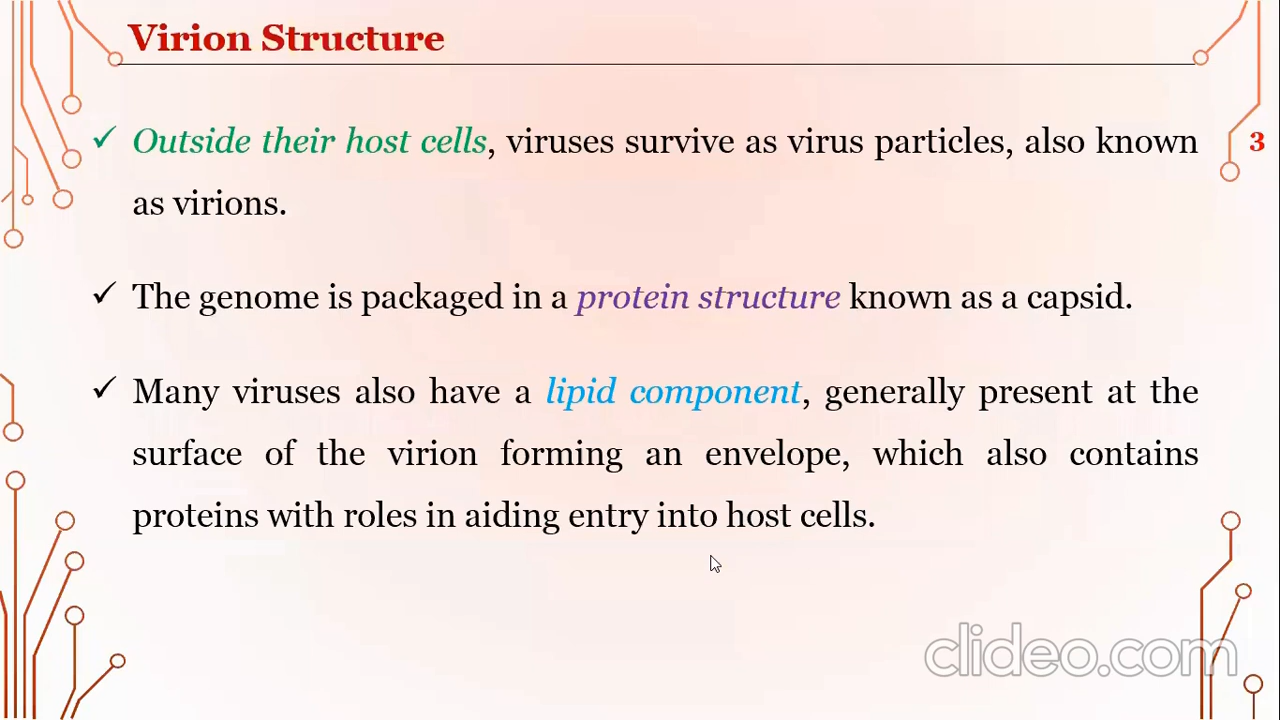 Virion Structure
✓ Outside their host cells, viruses survive as virus particles, also known
3
as virions.
✓ The genome is packaged in a protein structure known as a capsid.
✓ Many viruses also have a lipid component, generally present at the
surface of the virion forming an envelope, which also contains
proteins with roles in aiding entry into host cells.
clideo.com